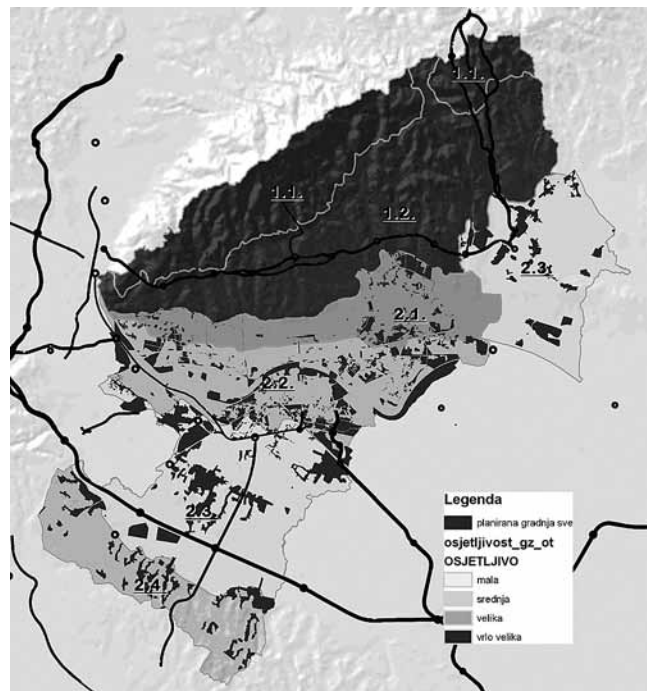 1.1.
1.1.
1.2.
2.3.
2.1.
2.2.
2.3.
2.4.
Legenda
planirana gradnja sve
osjetljivost_gz_ot
OSJETLJIVO
mala
srednja
velika
vrlo velika